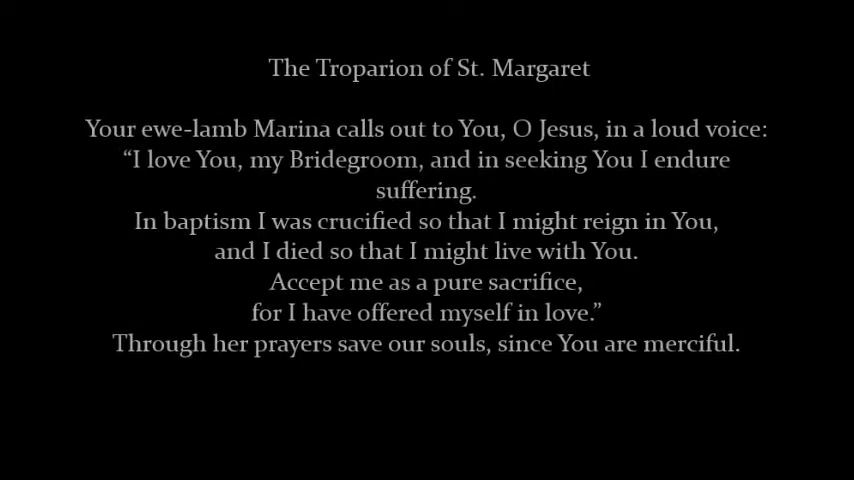 The Troparion of St. Margaret
Your ewe-lamb Marina calls out to You, O Jesus, in a loud voice:
“I love You, my Bridegroom, and in seeking You I endure
suffering.
In baptism I was crucified so that I might reign in You,
and I died so that I might live with You.
Accept me as a pure sacrifice,
for I have offered myself in love.”
Through her prayers save our souls, since You are merciful.